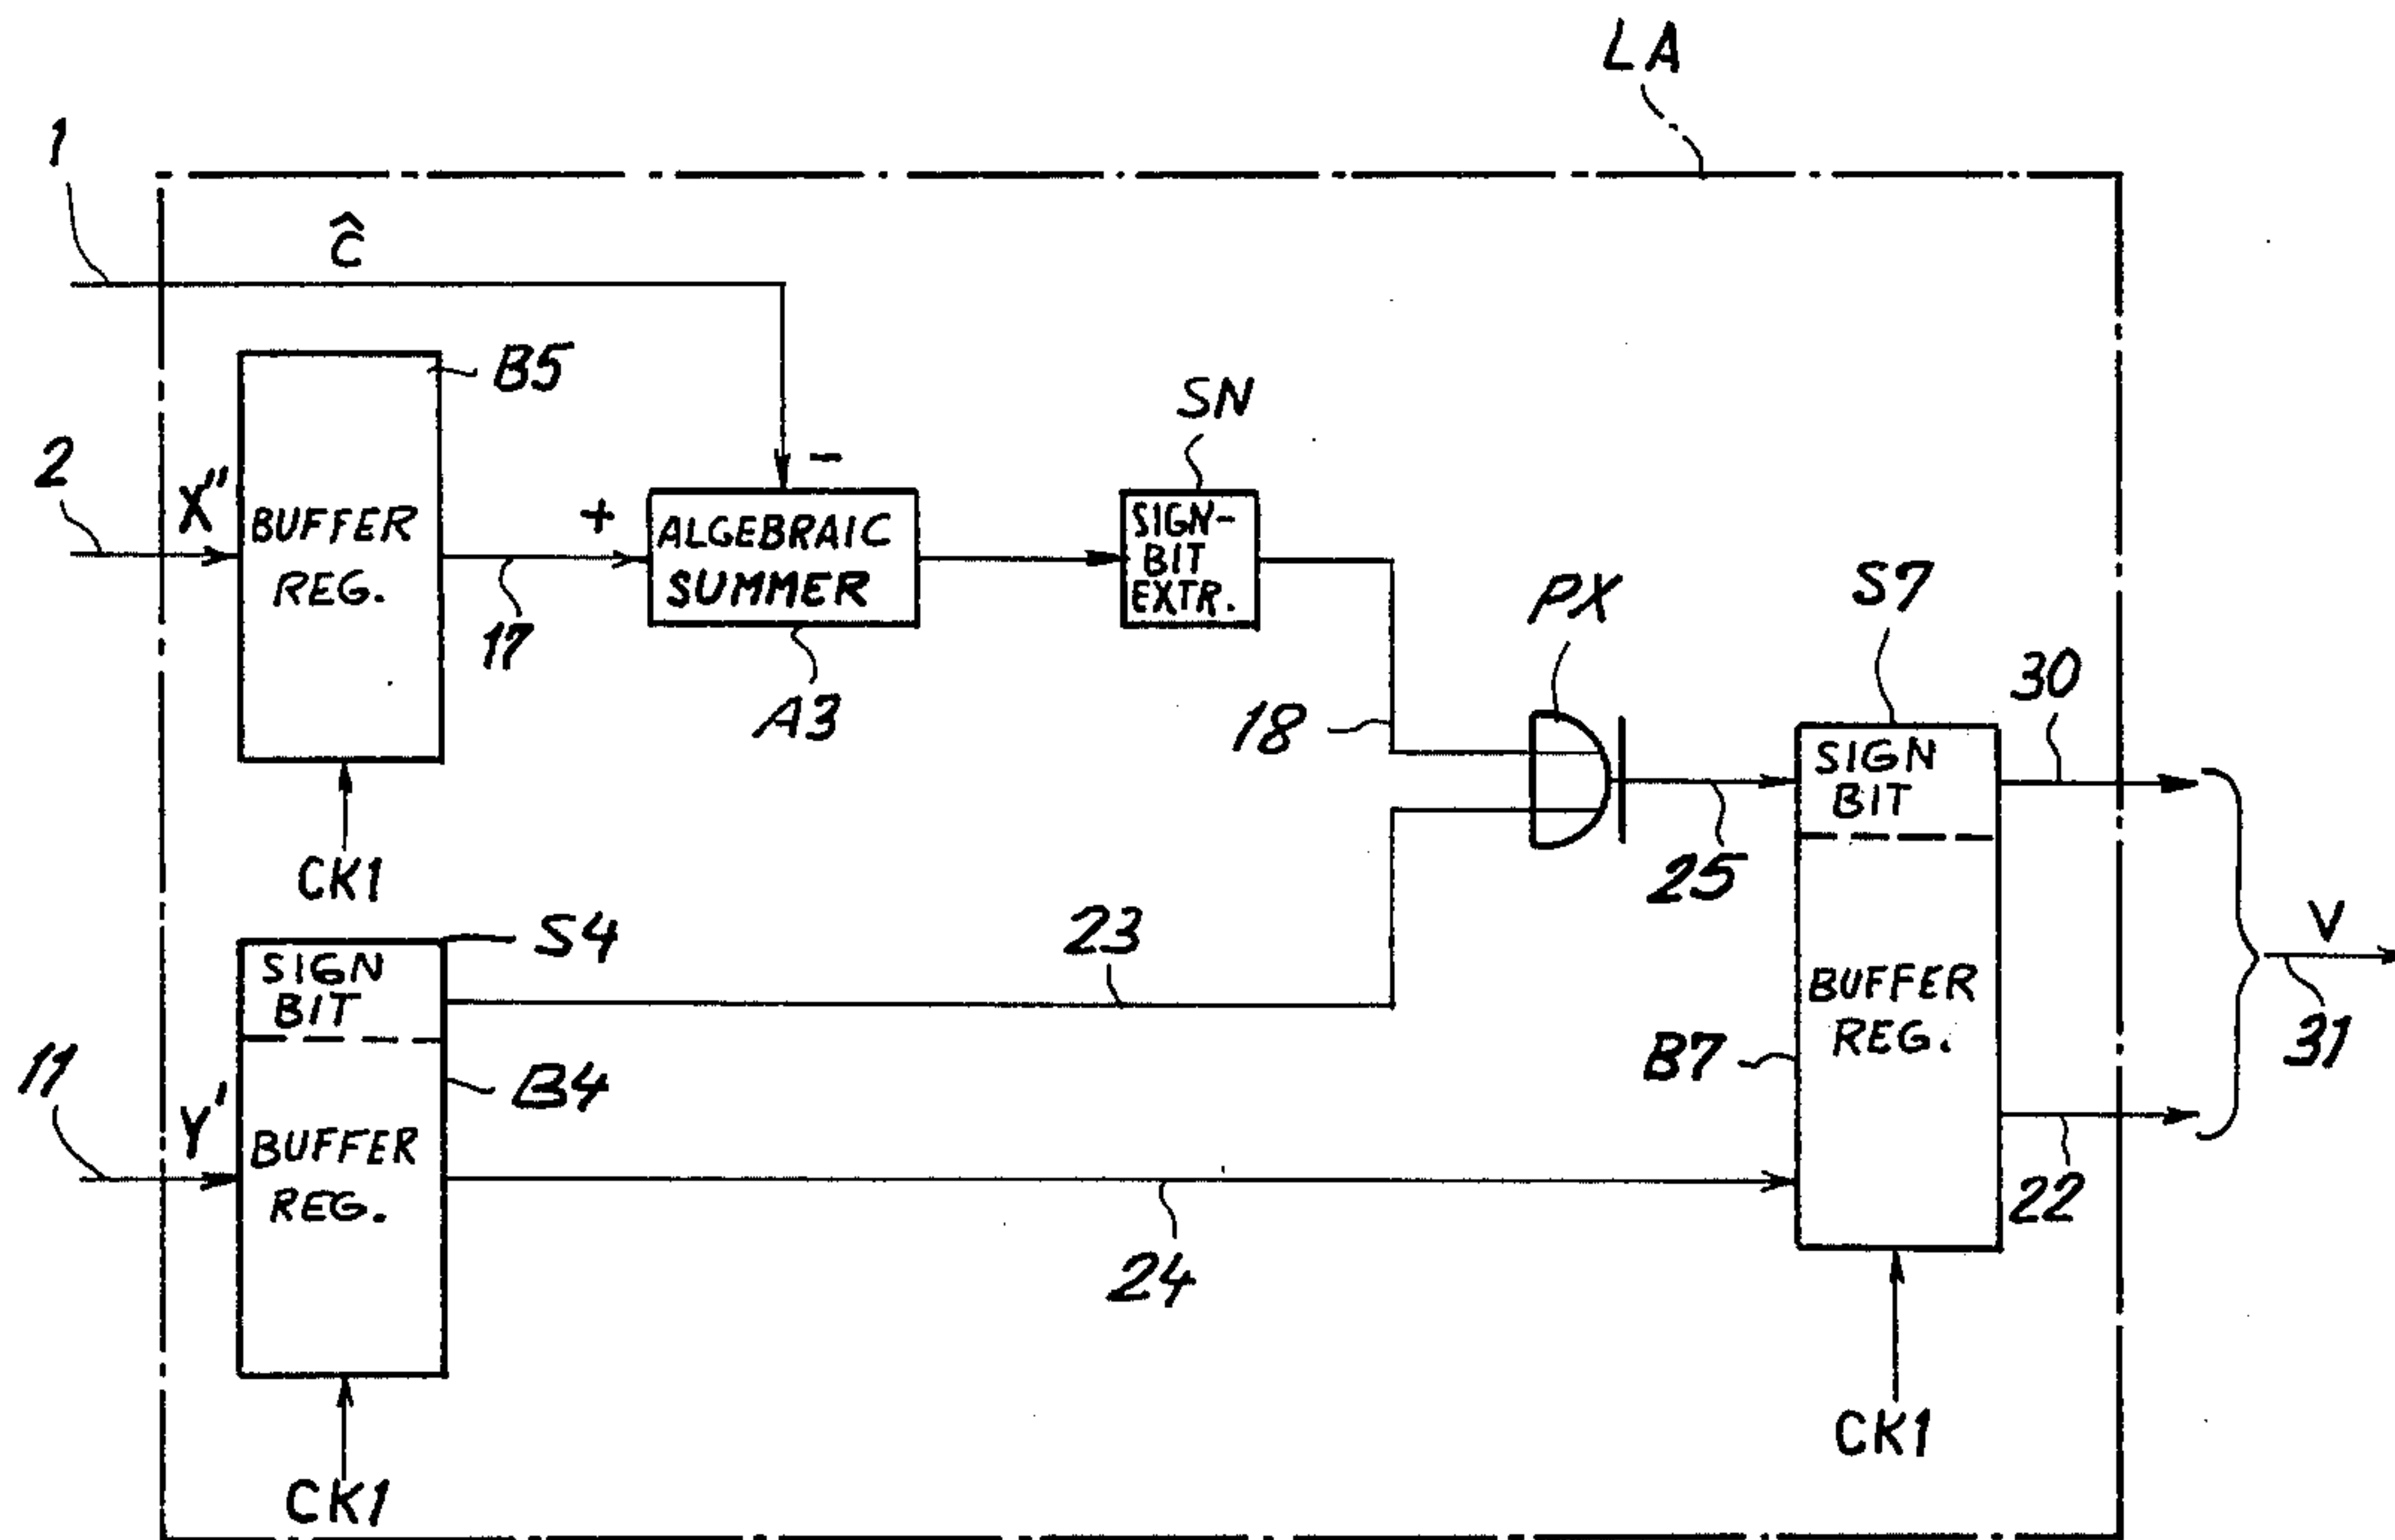 LA
1
Ĉ
B5
2
X"
BUFFER
REG.
+
-
17
ALGEBRAIC
SUMMER
A3
SN
SIGN-
BIT
EXTR.
18
PX
S7
SIGN
BIT
30
CK1
25
S4
SIGN
BIT
23
B4
11
Y'
BUFFER
REG.
24
B7
BUFFER
REG.
V
31
22
CK1
CK1